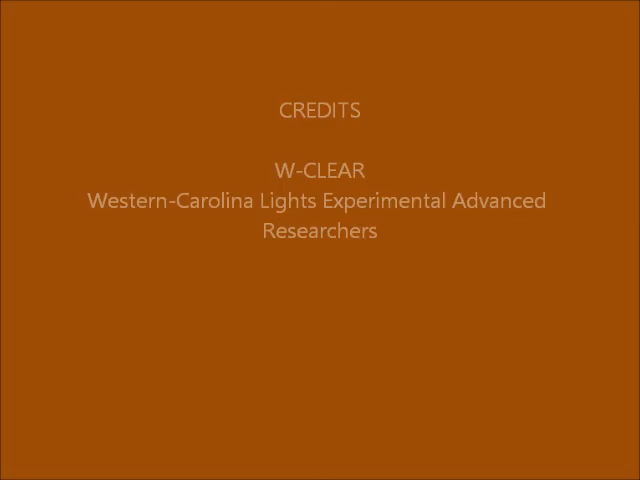 CREDITS
W-CLEAR
Western-Carolina Lights Experimental Advanced
Researchers